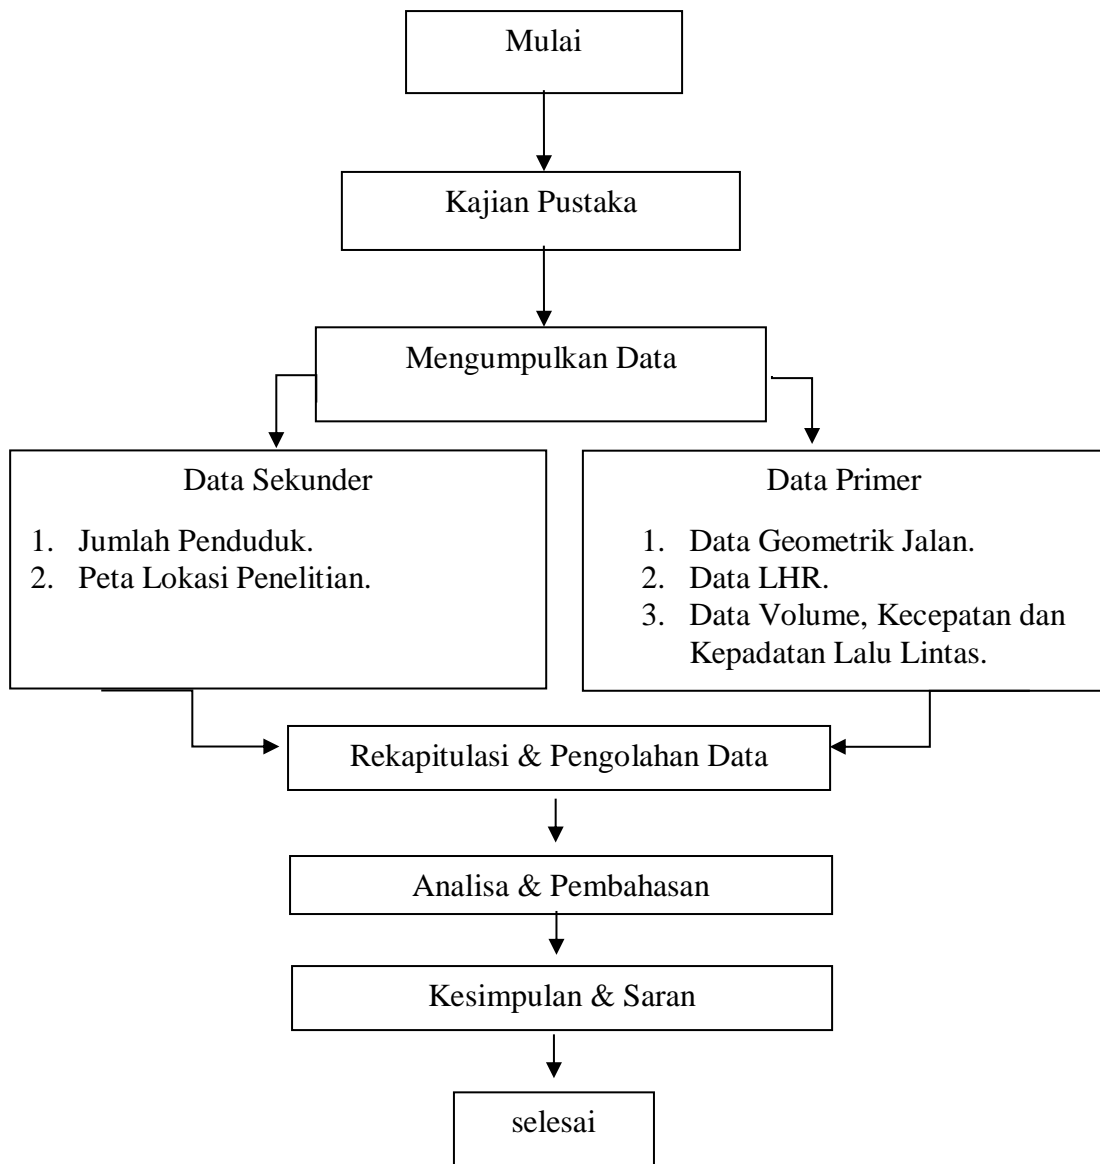 Mulai
Kajian Pustaka
Mengumpulkan Data
Data Sekunder
1. Jumlah Penduduk.
2. Peta Lokasi Penelitian.
Data Primer
1. Data Geometrik Jalan.
2. Data LHR.
3. Data Volume, Kecepatan dan
Kepadatan Lalu Lintas.
Rekapitulasi & Pengolahan Data
Analisa & Pembahasan
Kesimpulan & Saran
selesai